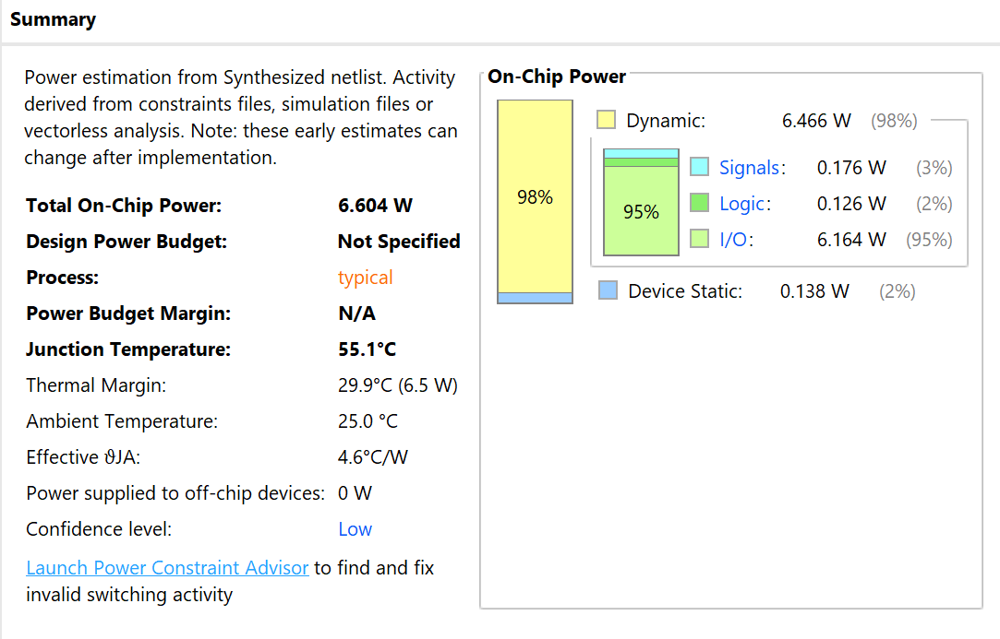 Summary
Power estimation from Synthesized netlist. Activity
derived from constraints files, simulation files or
vectorless analysis. Note: these early estimates can
change after implementation.
Total On-Chip Power: 6.604 W
Design Power Budget: Not Specified
Process: typical
Power Budget Margin: N/A
Junction Temperature: 55.1°C
Thermal Margin: 29.9°C (6.5 W)
Ambient Temperature: 25.0 °C
Effective ϑJA: 4.6°C/W
Power supplied to off-chip devices: 0 W
Confidence level: Low
Launch Power Constraint Advisor to find and fix
invalid switching activity
On-Chip Power
98%
Dynamic: 6.466 W (98%)
95%
Signals: 0.176 W (3%)
Logic: 0.126 W (2%)
I/O: 6.164 W (95%)
Device Static: 0.138 W (2%)